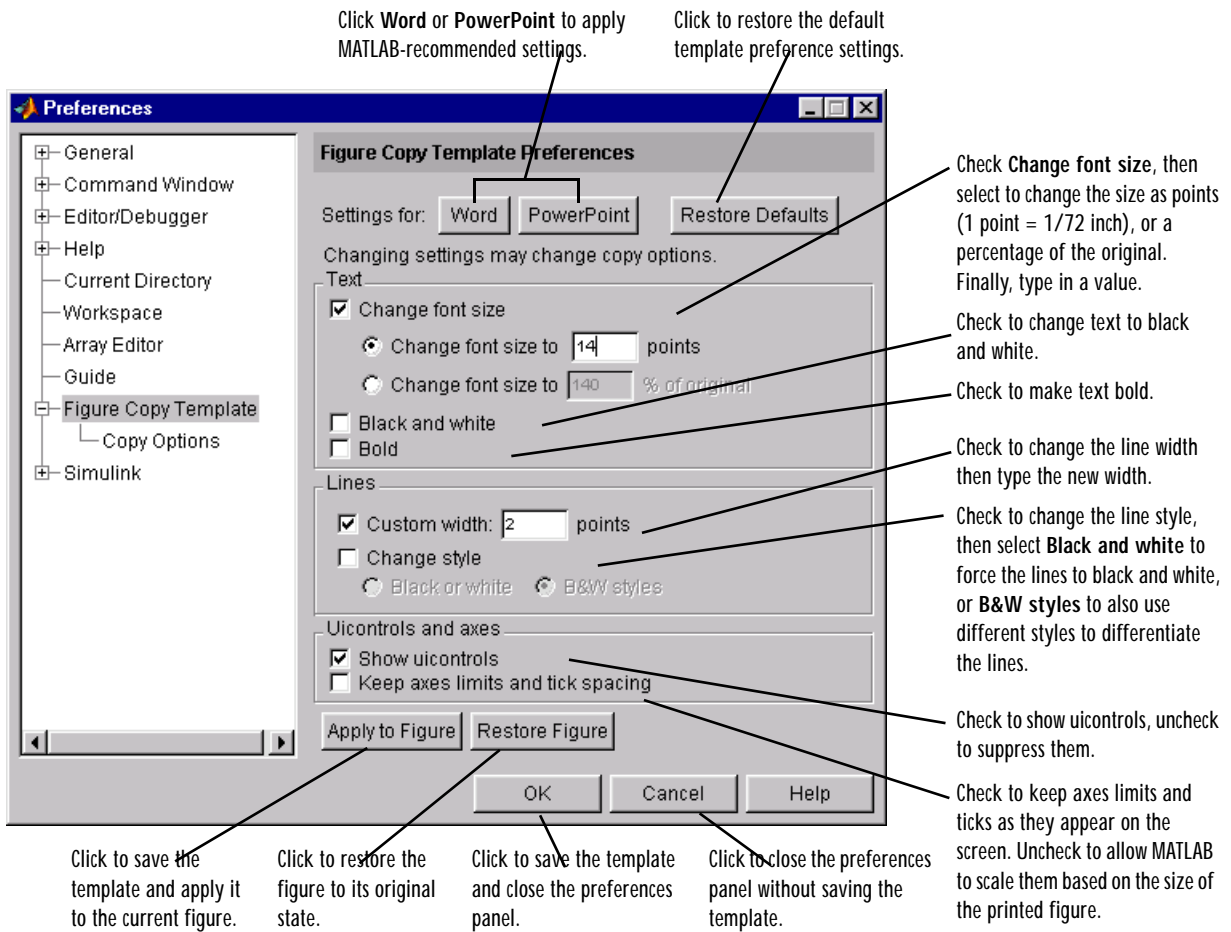 Click Word or PowerPoint to apply
MATLAB-recommended settings.
Click to restore the default
template preference settings.
Preferences
General
Command Window
Editor/Debugger
Help
Current Directory
Workspace
Array Editor
Guide
Figure Copy Template
Copy Options
Simulink
Figure Copy Template Preferences
Settings for: Word PowerPoint Restore Defaults
Changing settings may change copy options.
Text
Change font size
Change font size to 14 points
Change font size to 140 % of original
Black and white
Bold
Lines
Custom width: 2 points
Change style
Black or white B&W styles
Uicontrols and axes
Show uicontrols
Keep axes limits and tick spacing
Apply to Figure Restore Figure
OK Cancel Help
Check Change font size, then
select to change the size as points
(1 point = 1/72 inch), or a
percentage of the original.
Finally, type in a value.
Check to change text to black
and white.
Check to make text bold.
Check to change the line width
then type the new width.
Check to change the line style,
then select Black and white to
force the lines to black and white,
or B&W styles to also use
different styles to differentiate
the lines.
Check to show uicontrols, uncheck
to suppress them.
Check to keep axes limits and
ticks as they appear on the
screen. Uncheck to allow MATLAB
to scale them based on the size of
the printed figure.
Click to save the
template and apply it
to the current figure.
Click to restore the
figure to its original
state.
Click to save the template
and close the preferences
panel.
Click to close the preferences
panel without saving the
template.